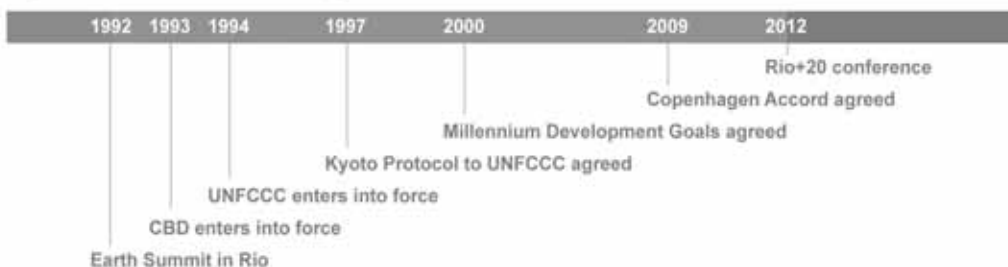 1992 1993 1994 1997 2000 2009 2012
Rio+20 conference
Copenhagen Accord agreed
Millennium Development Goals agreed
Kyoto Protocol to UNFCCC agreed
UNFCCC enters into force
CBD enters into force
Earth Summit in Rio